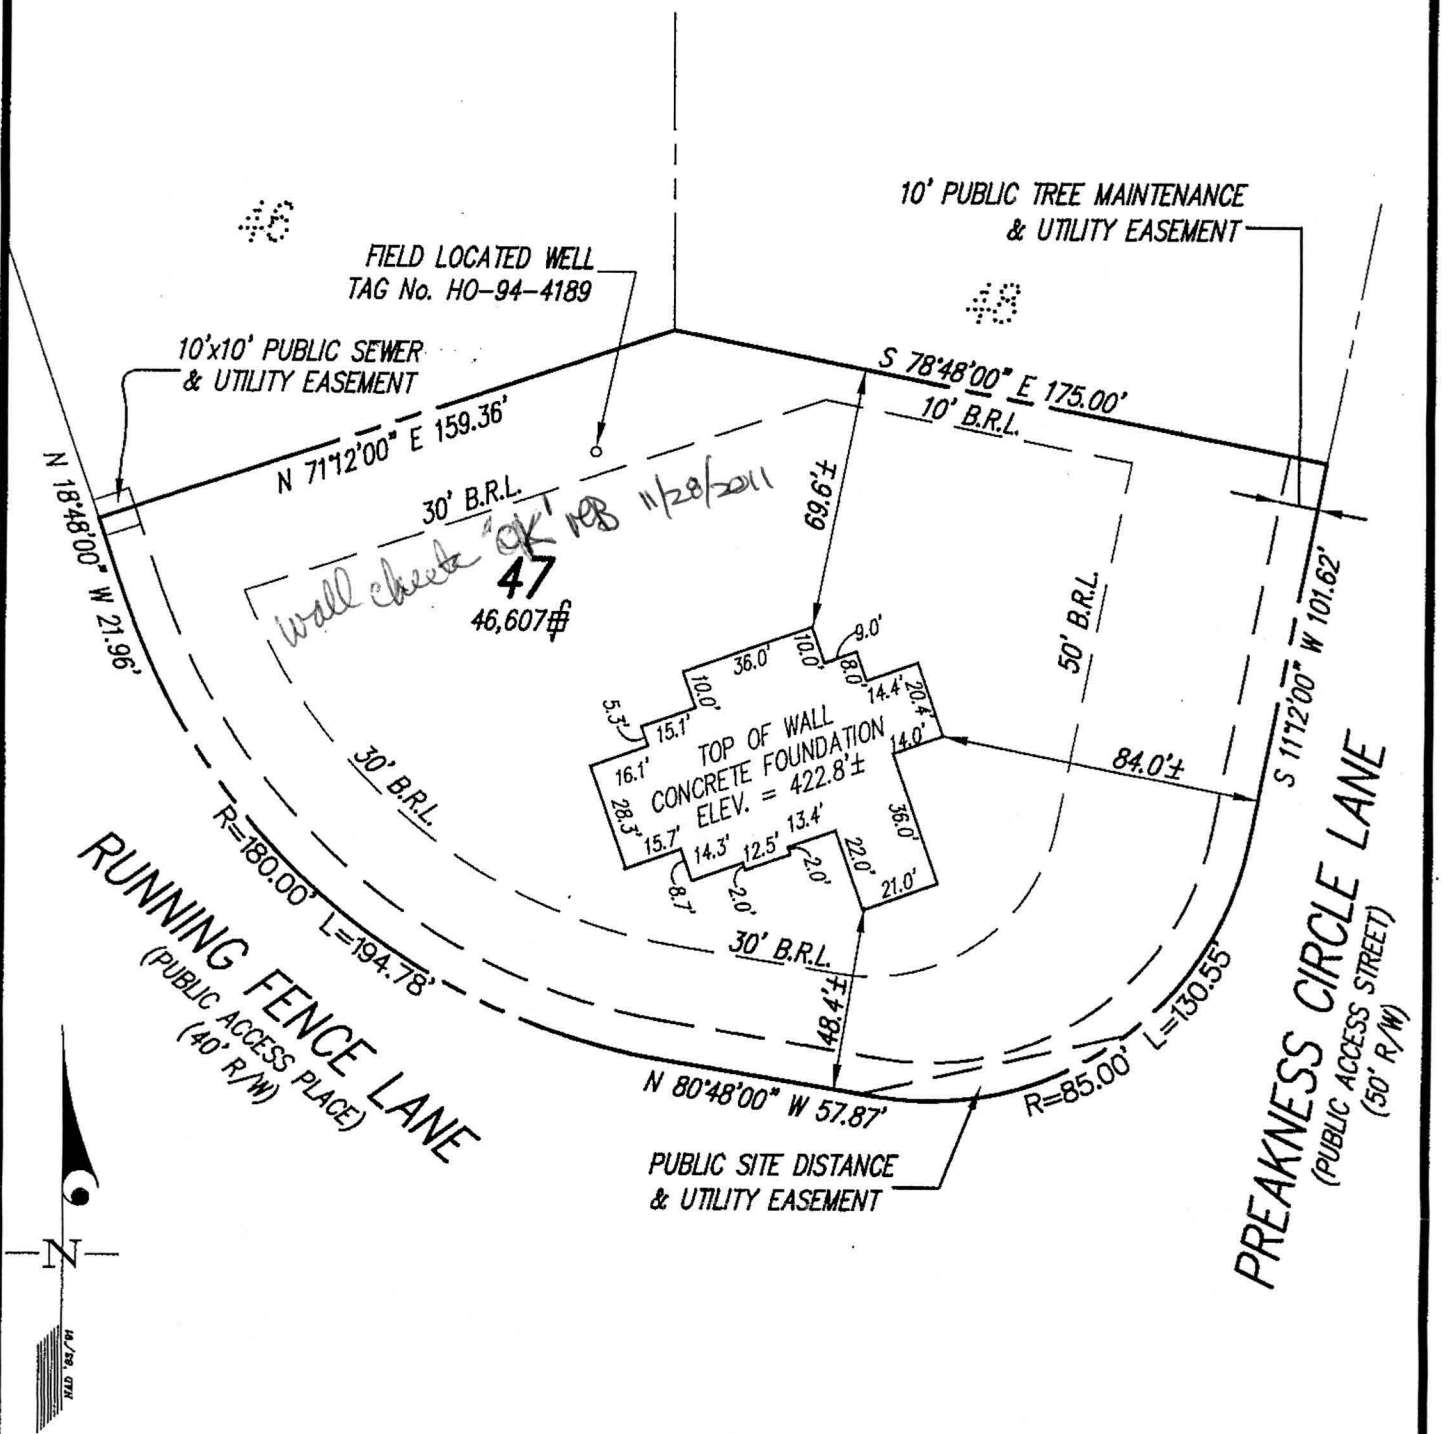 46
FIELD LOCATED WELL
TAG No. HO-94-4189
10'x10' PUBLIC SEWER
& UTILITY EASEMENT
10' PUBLIC TREE MAINTENANCE
& UTILITY EASEMENT
48
S 78°48'00" E 175.00'
10' B.R.L.
N 71°12'00" E 159.36'
30' B.R.L.
wall check "OK" 11/28/2011
47
46,607
N 18°48'00" W 21.96'
69.6'±
50' B.R.L.
S 11°12'00" W 101.62'
36.0'
10.0'
9.0'
8.0'
14.4'
20.4'
14.0'
10.0'
15.1'
5.3'
16.1'
28.3'
15.7'
8.7'
14.3'
2.0'
12.5'
2.0'
13.4'
22.0'
21.0'
36.0'
TOP OF WALL
CONCRETE FOUNDATION
ELEV. = 422.8'±
84.0'±
30' B.R.L.
30' B.R.L.
48.4'±
R=180.00' L=194.78'
RUNNING FENCE LANE
(PUBLIC ACCESS PLACE)
(40' R/W)
N 80°48'00" W 57.87'
R=85.00' L=130.55'
PREAKNESS CIRCLE LANE
(PUBLIC ACCESS STREET)
(50' R/W)
PUBLIC SITE DISTANCE
& UTILITY EASEMENT
N
NAD '83/'91